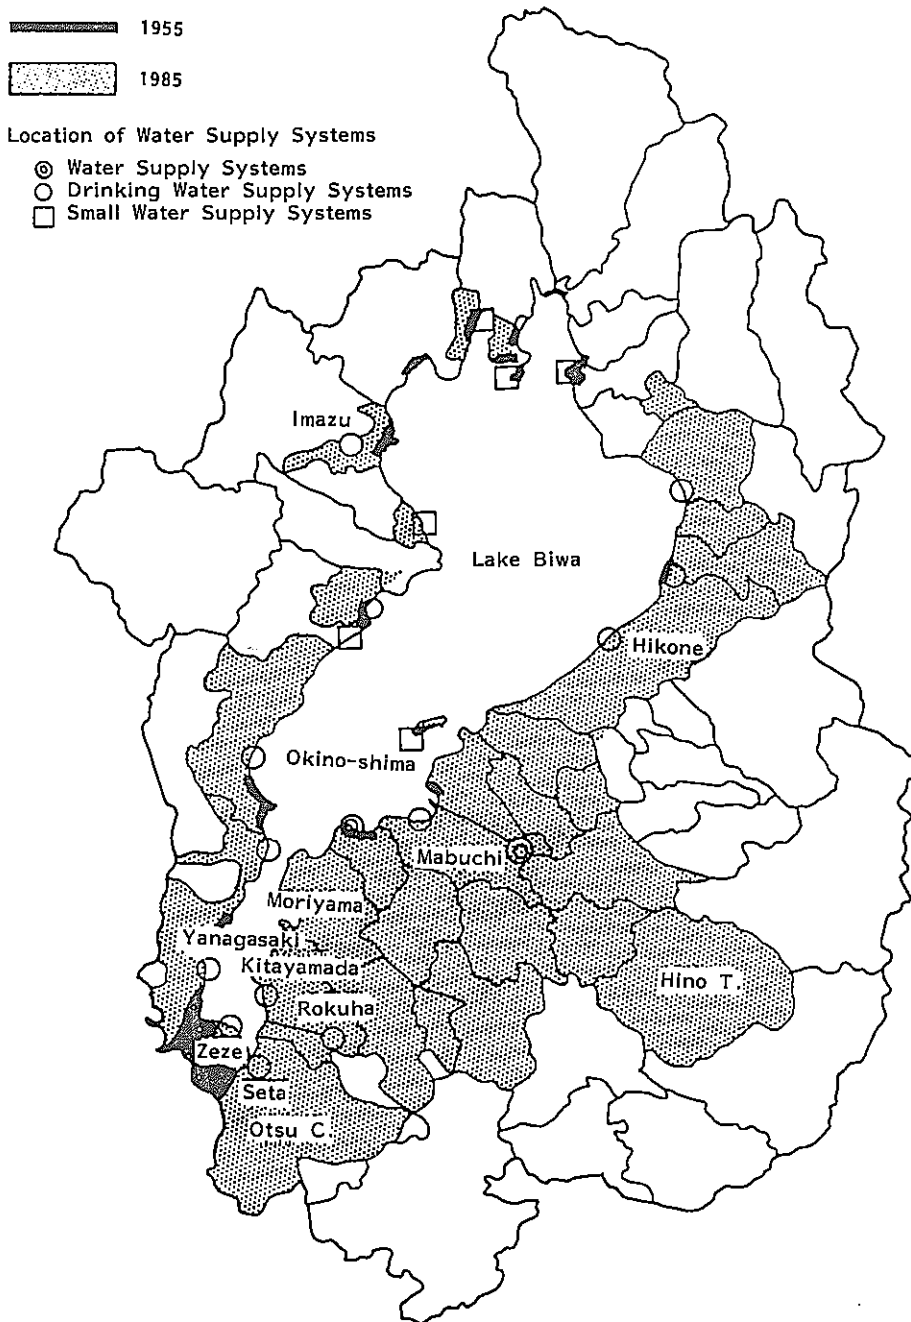 1955
1985
Location of Water Supply Systems
Water Supply Systems
Drinking Water Supply Systems
Small Water Supply Systems
Imazu
Lake Biwa
Hikone
Okino-shima
Mabuchi
Moriyama
Yanagasaki
Kitayamada
Hino T.
Rokuha
Zeze
Seta
Otsu C.